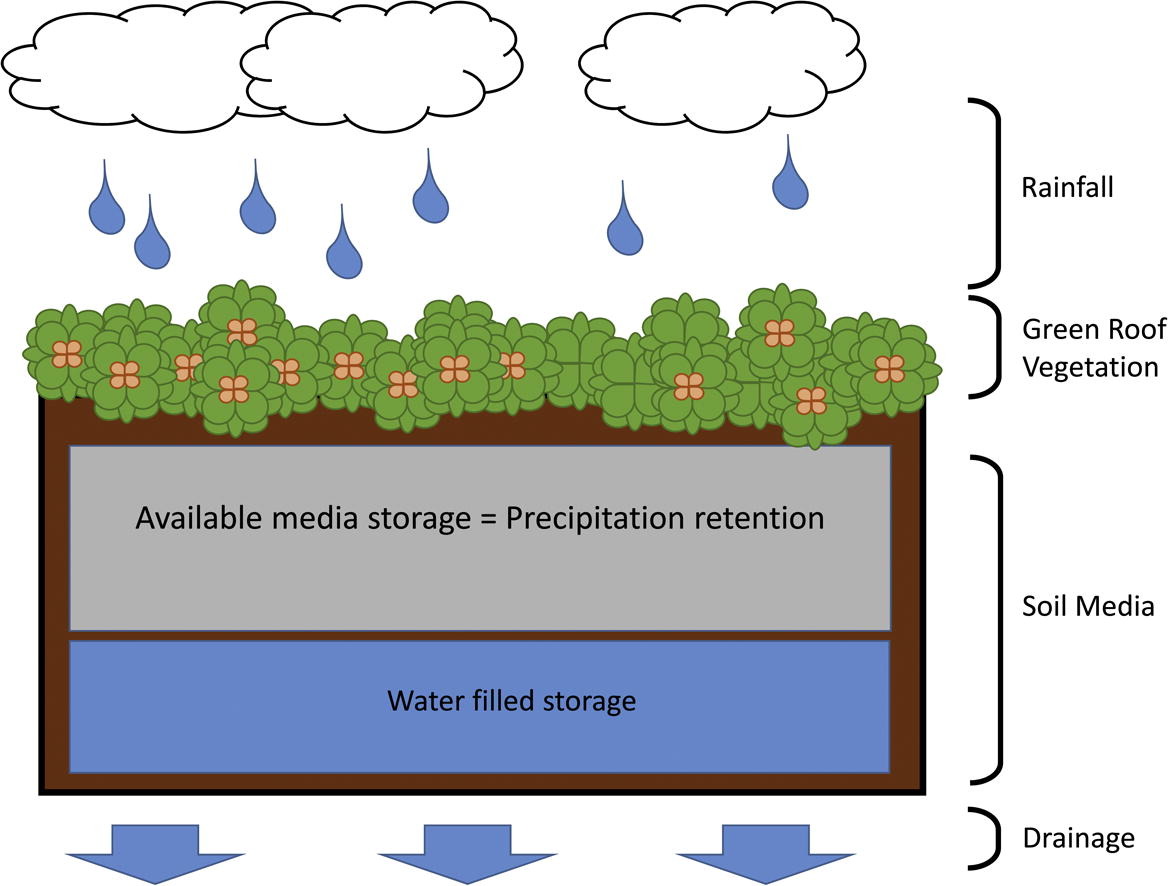 Rainfall
Green Roof
Vegetation
Available media storage = Precipitation retention
Soil Media
Water filled storage
Drainage